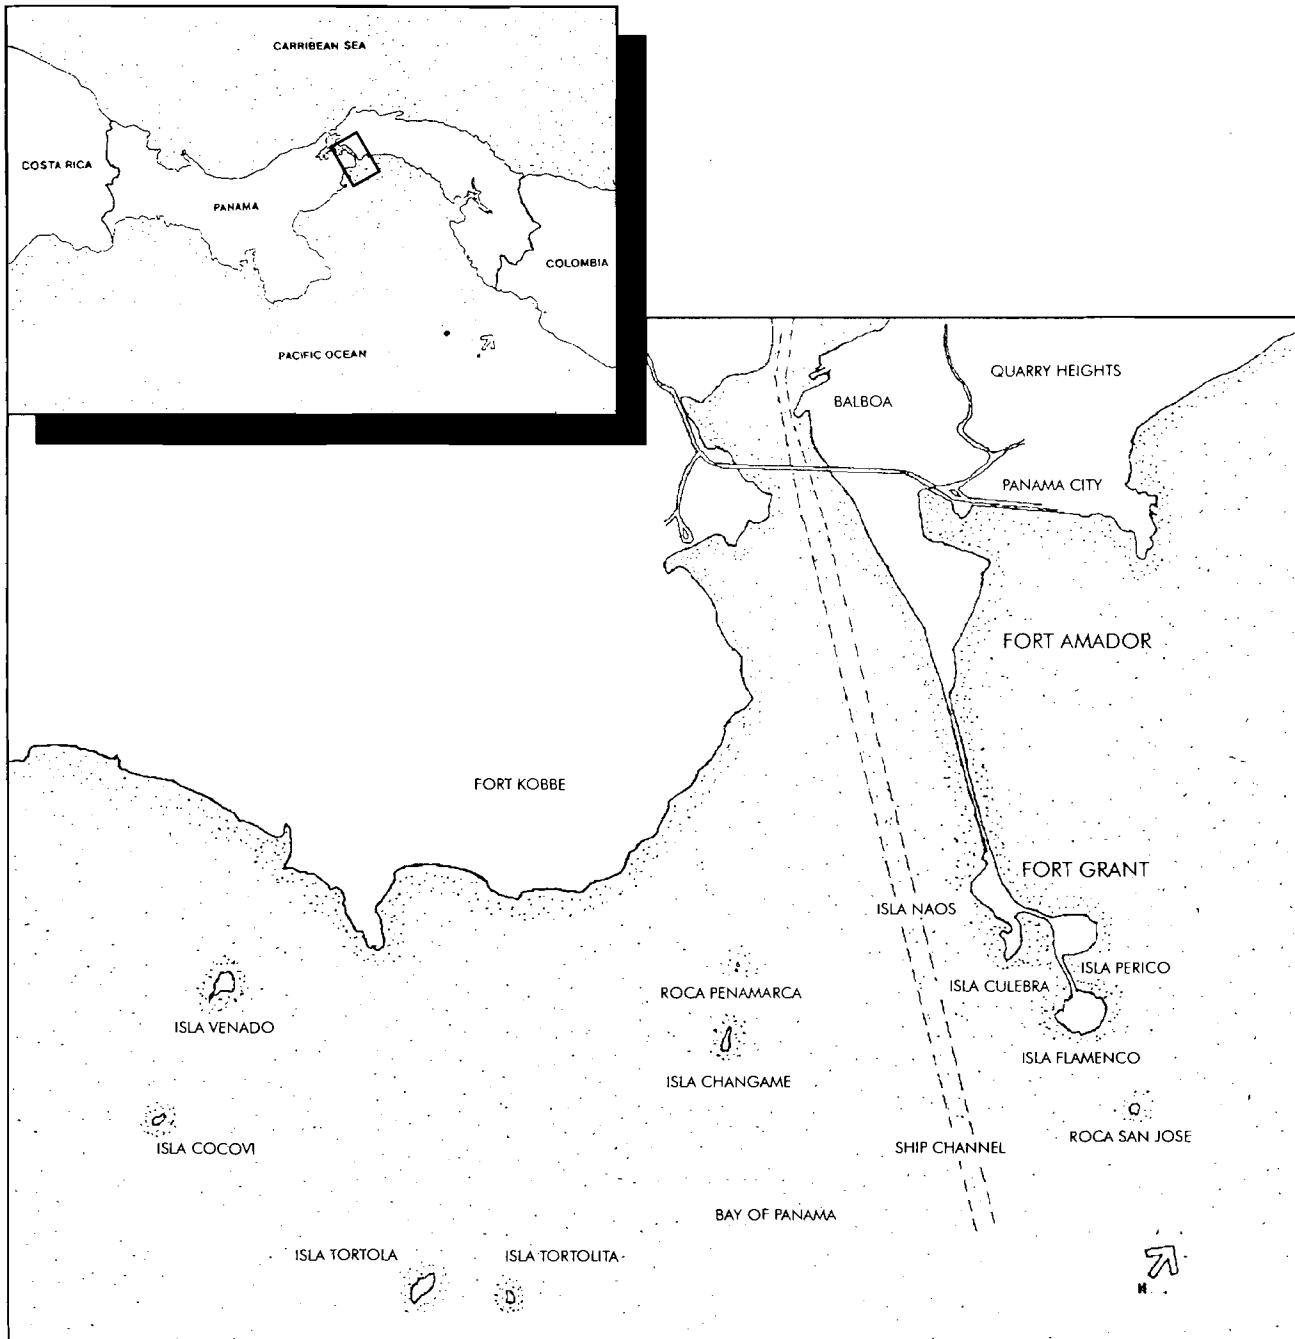 CARRIBEAN SEA
COSTA RICA
PANAMA
COLOMBIA
PACIFIC OCEAN
QUARRY HEIGHTS
BALBOA
PANAMA CITY
FORT AMADOR
FORT KOBBE
FORT GRANT
ISLA NAOS
ISLA PERICO
ISLA CULEBRA
ROCA PENAMARCA
ISLA VENADO
ISLA FLAMENCO
ISLA CHANGAME
ROCA SAN JOSE
ISLA COCOVI
SHIP CHANNEL
BAY OF PANAMA
ISLA TORTOLA
ISLA TORTOLITA
N